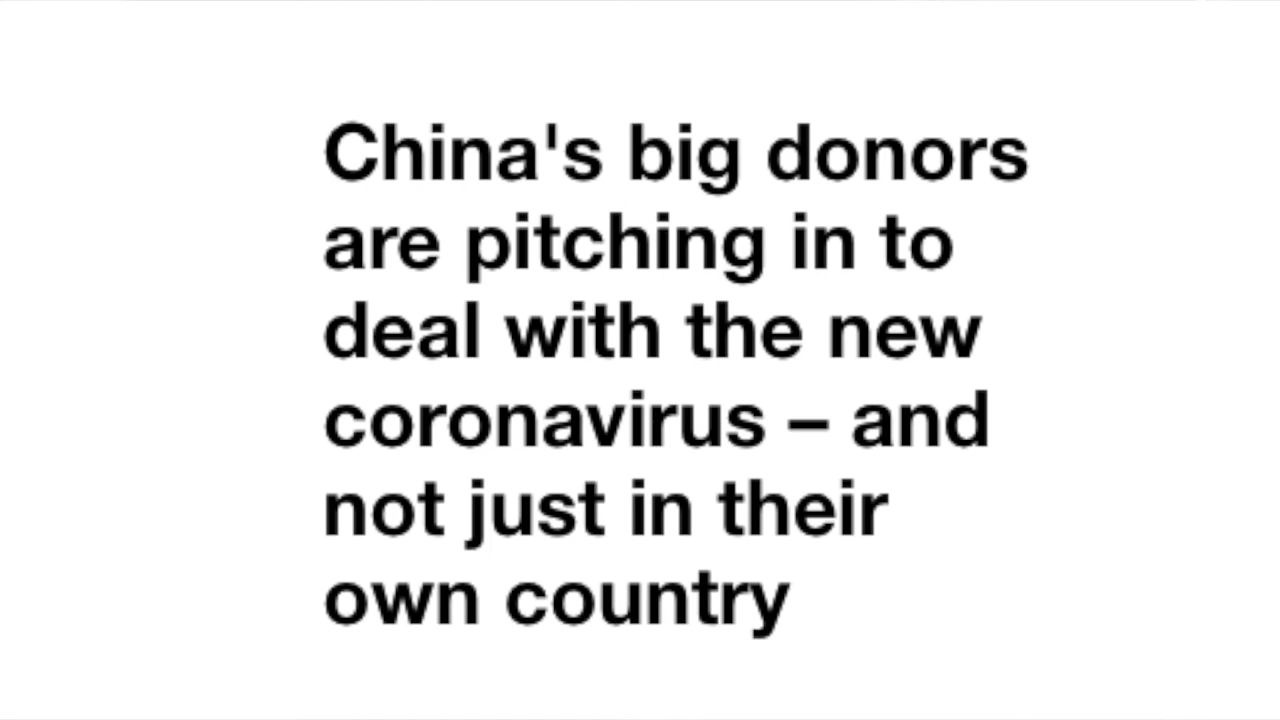 China's big donors
are pitching in to
deal with the new
coronavirus – and
not just in their
own country